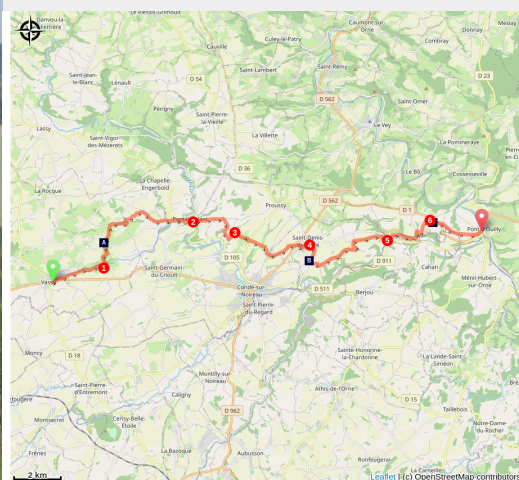 Le Plessis-Grimoult
Danvou-la-
Ferrière
Caumont-sur-
Orne
Donnay
Meslay
Culey-le-Patry
Combray
Cauville
Saint-Jean-
le-Blanc
Lénault
D 54
Saint-Lambert
Saint-Rémy
D 23
D 562
Saint-Omer
Périgny
Saint-Pierre-
la-Vieille
Lassy
Le Vey
Saint-Vigor-
des-Mézerets
La Villette
La Pommeraye
Pierre
en-
D 36
Le Bô
Cossesseville
La Chapelle-
Engerbold
La Rocque
Proussy
D 562
D 1
2
6
3
Saint-Denis-
A
4
5
B
D 105
D 911
1
Saint-Germain
du-Crioult
Cahan
Vassy
Ménil-Hubert
-sur-Orne
Condé-sur
Noireau
D 511
Berjou
Saint-Pierre-
du-Regard
Moncy
D 18
Sainte-Honorine-
la-Chardonne
La Lande-Saint-
Siméon
Montilly-sur-
Noireau
Saint-Pierre-
d'Entremont
Athis-de-l'Orne
Caligny
D 15
Taillebois
D 962
Montsecret
Cerisy-Belle-
Étoile
Notre-Dame-
du-Rocher
Frênes
La Bazoque
Aubusson
Ronfeugerai
La Carneille
2 km
Leaflet | (c) OpenStreetMap contributors